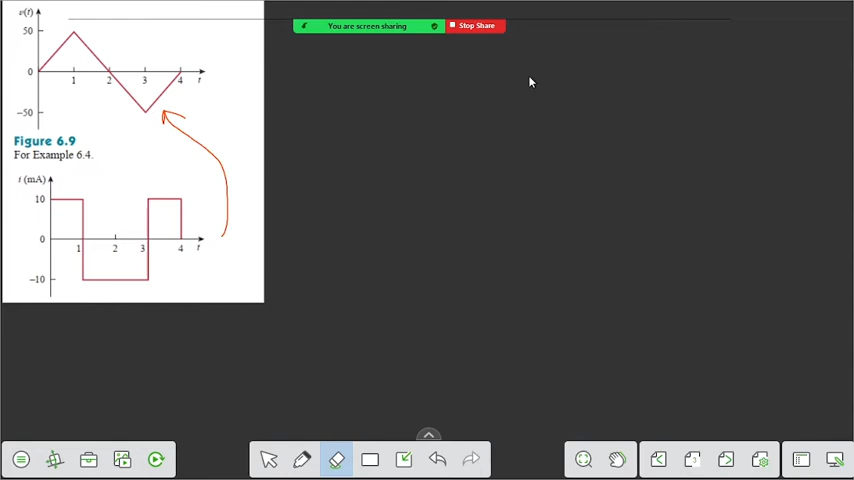 You are screen sharing
Stop Share
v(t)
50
0
1 2 3 4 t
−50
Figure 6.9
For Example 6.4.
i (mA)
10
0
1 2 3 4 t
−10
3